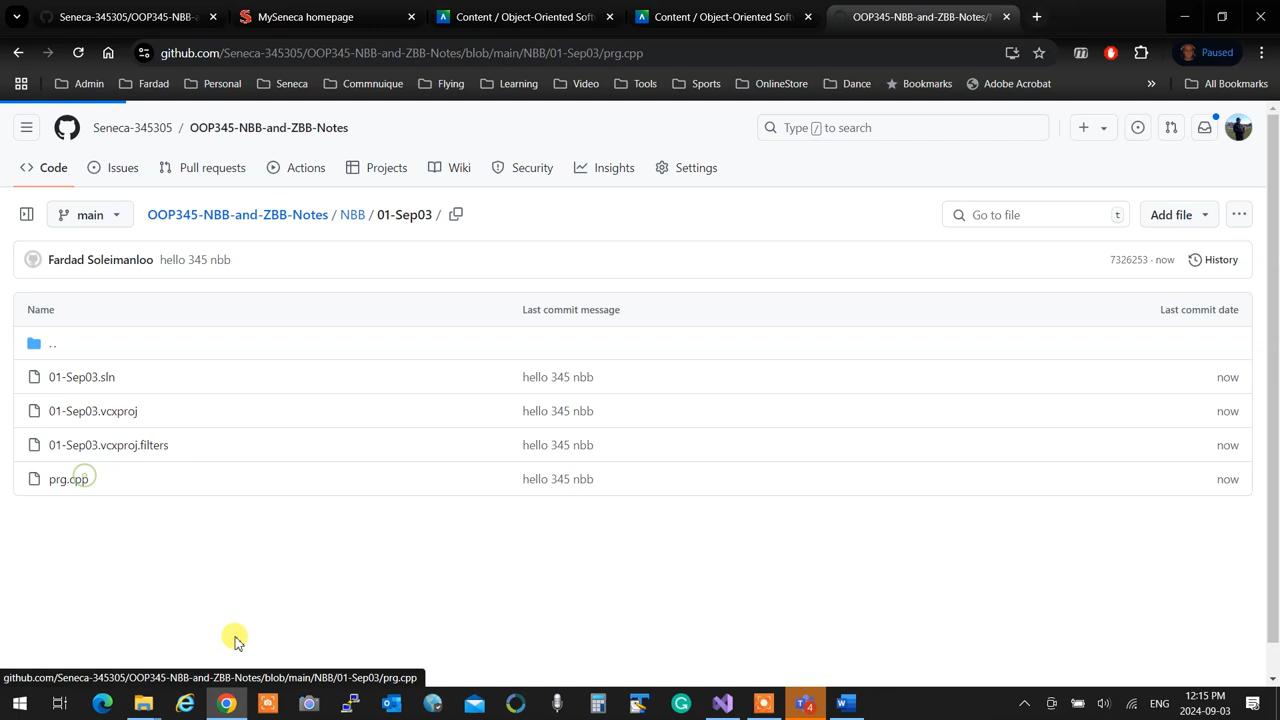 Seneca-345305/OOP345-NBB-an
MySeneca homepage
Content / Object-Oriented Soft
Content / Object-Oriented Soft
OOP345-NBB-and-ZBB-Notes/
github.com/Seneca-345305/OOP345-NBB-and-ZBB-Notes/blob/main/NBB/01-Sep03/prg.cpp
Paused
Admin
Fardad
Personal
Seneca
Commnuique
Flying
Learning
Video
Tools
Sports
OnlineStore
Dance
Bookmarks
Adobe Acrobat
All Bookmarks
Seneca-345305 / OOP345-NBB-and-ZBB-Notes
Type / to search
Code
Issues
Pull requests
Actions
Projects
Wiki
Security
Insights
Settings
main
OOP345-NBB-and-ZBB-Notes / NBB / 01-Sep03 /
Go to file
t
Add file
Fardad Soleimanloo hello 345 nbb
7326253 · now
History
Name Last commit message Last commit date
..
01-Sep03.sln hello 345 nbb now
01-Sep03.vcxproj hello 345 nbb now
01-Sep03.vcxproj.filters hello 345 nbb now
prg.cpp hello 345 nbb now
github.com/Seneca-345305/OOP345-NBB-and-ZBB-Notes/blob/main/NBB/01-Sep03/prg.cpp
ENG
12:15 PM
2024-09-03